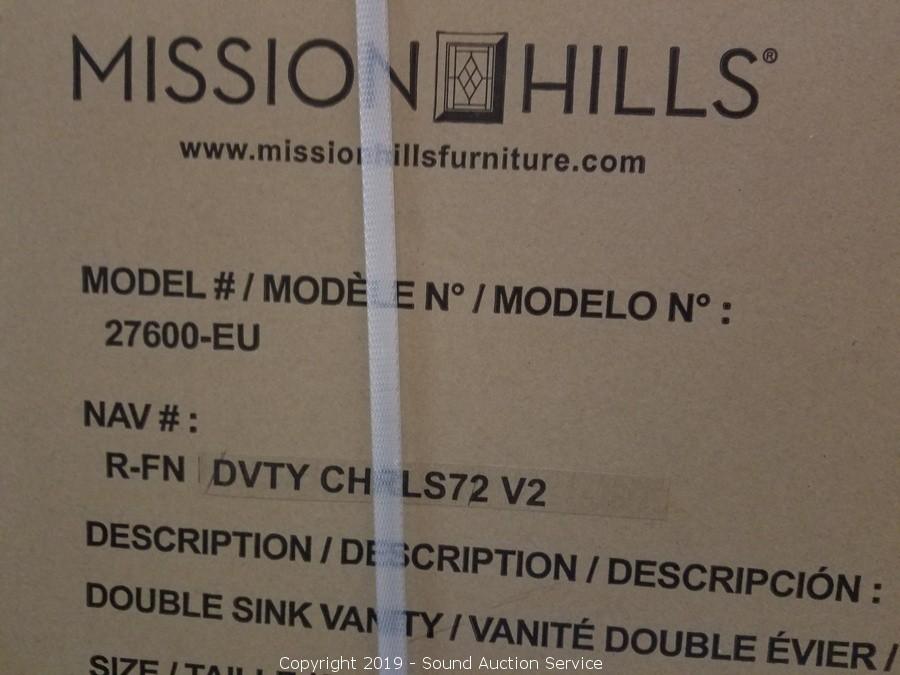 MISSION HILLS®
www.missionhillsfurniture.com
MODEL # / MODÈLE N° / MODELO N° :
27600-EU
NAV # :
R-FN DVTY CHELS72 V2
DESCRIPTION / DESCRIPTION / DESCRIPCIÓN :
DOUBLE SINK VANITY / VANITÉ DOUBLE ÉVIER /
SIZE /
Copyright 2019 - Sound Auction Service